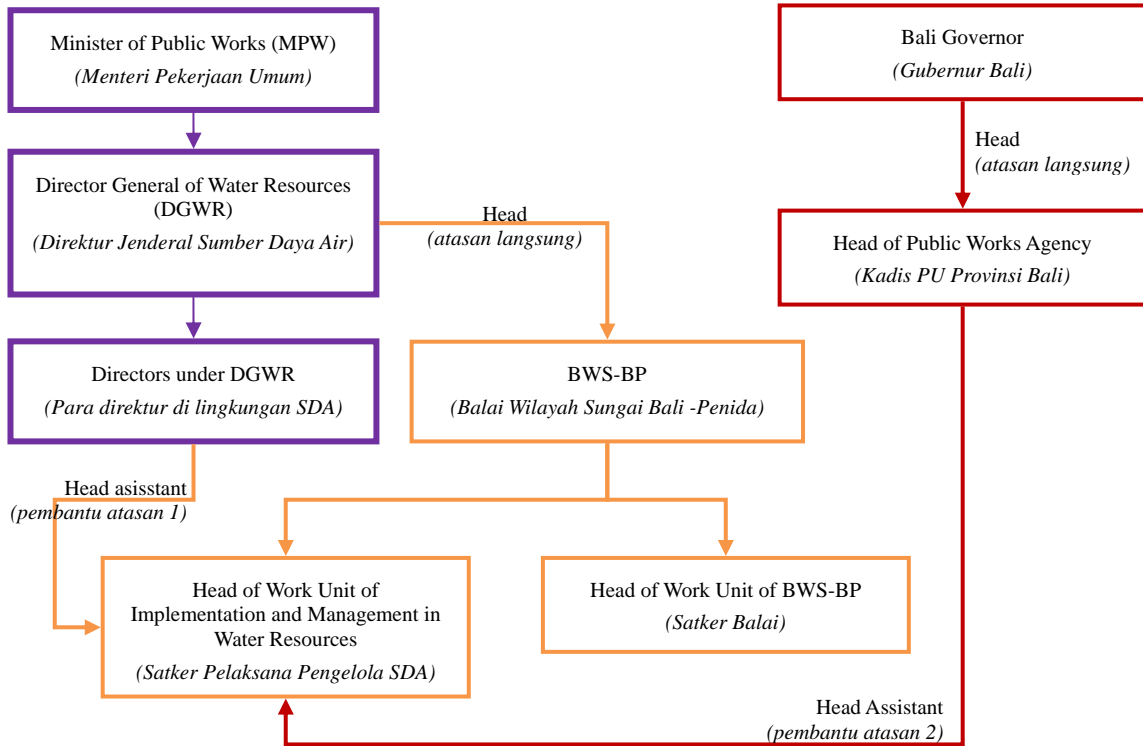 Minister of Public Works (MPW)
(Menteri Pekerjaan Umum)
Bali Governor
(Gubernur Bali)
Head
(atasan langsung)
Director General of Water Resources
(DGWR)
(Direktur Jenderal Sumber Daya Air)
Head
(atasan langsung)
Head of Public Works Agency
(Kadis PU Provinsi Bali)
Directors under DGWR
(Para direktur di lingkungan SDA)
BWS-BP
(Balai Wilayah Sungai Bali -Penida)
Head asisstant
(pembantu atasan 1)
Head of Work Unit of
Implementation and Management in
Water Resources
(Satker Pelaksana Pengelola SDA)
Head of Work Unit of BWS-BP
(Satker Balai)
Head Assistant
(pembantu atasan 2)